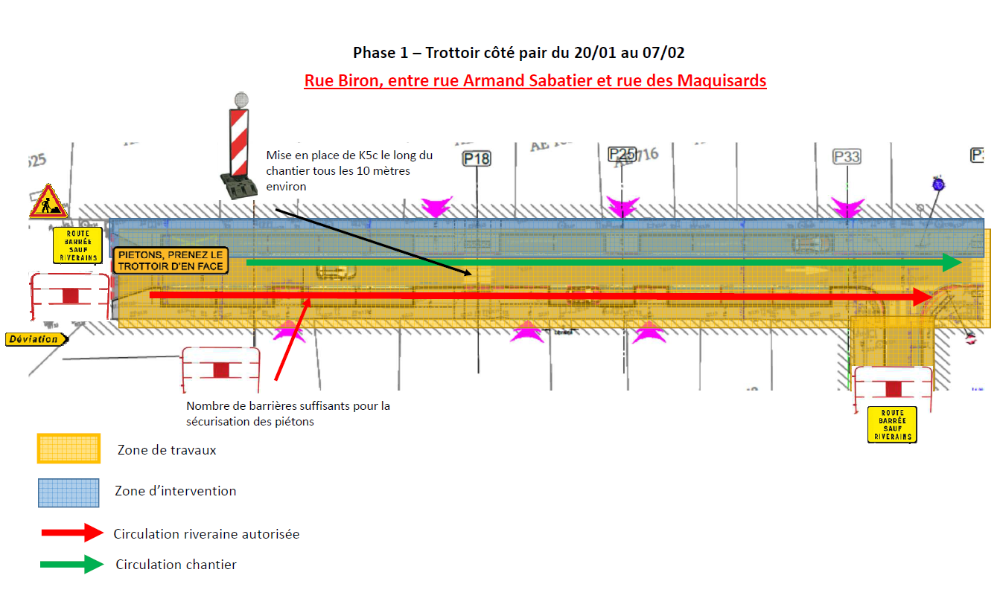 Phase 1 – Trottoir côté pair du 20/01 au 07/02
Rue Biron, entre rue Armand Sabatier et rue des Maquisards
Mise en place de K5c le long du
chantier tous les 10 mètres
environ
P18
P25
716
P33
ROUTE
BARRÉE
SAUF
RIVERAINS
PIETONS, PRENEZ LE
TROTTOIR D'EN FACE
Déviation
Nombre de barrières suffisants pour la
sécurisation des piétons
ROUTE
BARRÉE
SAUF
RIVERAINS
Zone de travaux
Zone d'intervention
Circulation riveraine autorisée
Circulation chantier